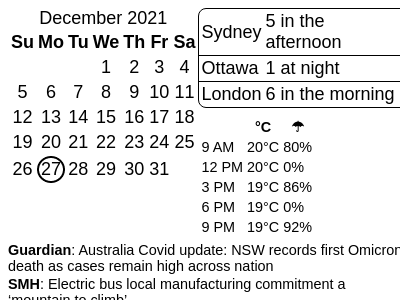 December 2021
Su Mo Tu We Th Fr Sa
1 2 3 4
5 6 7 8 9 10 11
12 13 14 15 16 17 18
19 20 21 22 23 24 25
26 27 28 29 30 31
Sydney 5 in the
afternoon
Ottawa 1 at night
London 6 in the morning
°C ☂
9 AM 20°C 80%
12 PM 20°C 0%
3 PM 19°C 86%
6 PM 19°C 0%
9 PM 19°C 92%
Guardian: Australia Covid update: NSW records first Omicron
death as cases remain high across nation
SMH: Electric bus local manufacturing commitment a
‘mountain to climb’